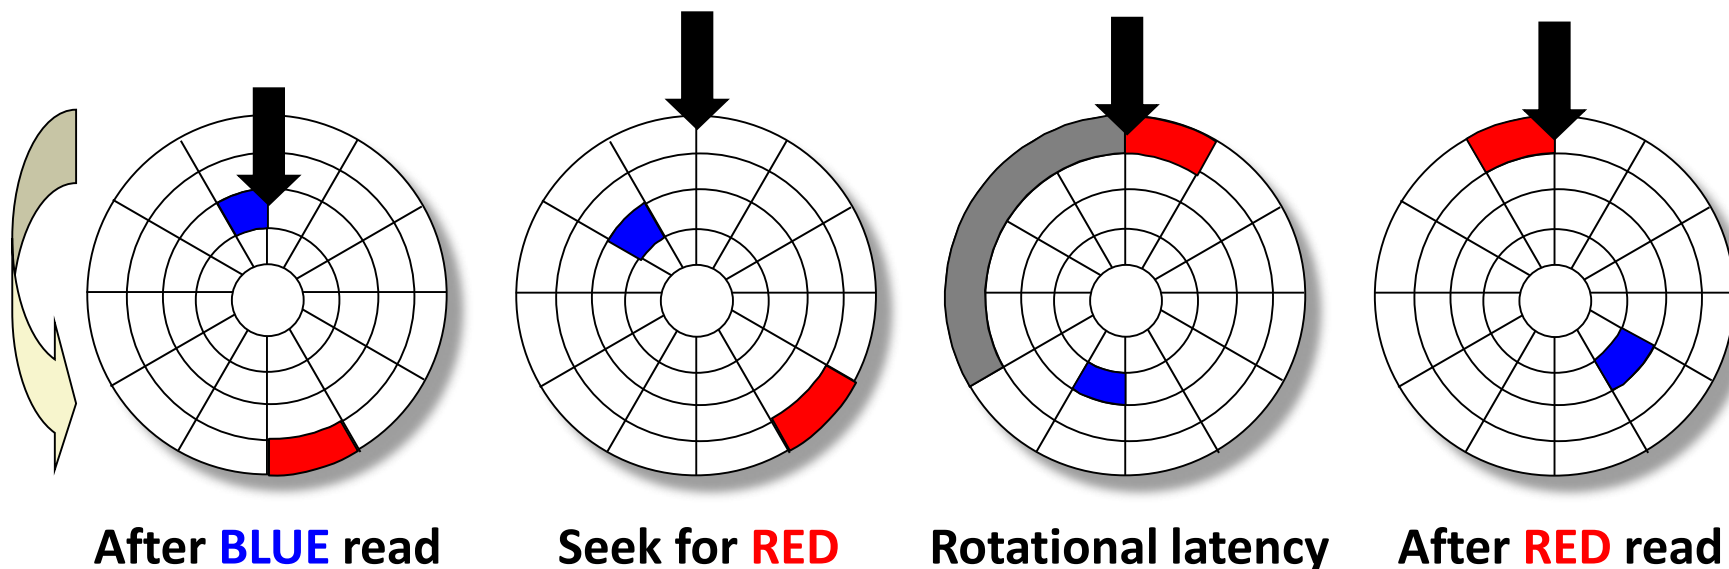 After BLUE read
Seek for RED
Rotational latency
After RED read